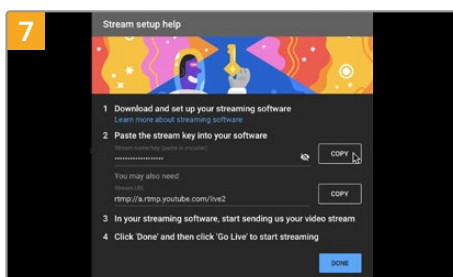 7
Stream setup help
1 Download and set up your streaming software
Learn more about streaming software
2 Paste the stream key into your software
Stream name/key (paste in encoder)
••••••••••••••••••••
COPY
You may also need
Stream URL
rtmp://a.rtmp.youtube.com/live2
COPY
3 In your streaming software, start sending us your video stream
4 Click 'Done' and then click 'Go Live' to start streaming
DONE